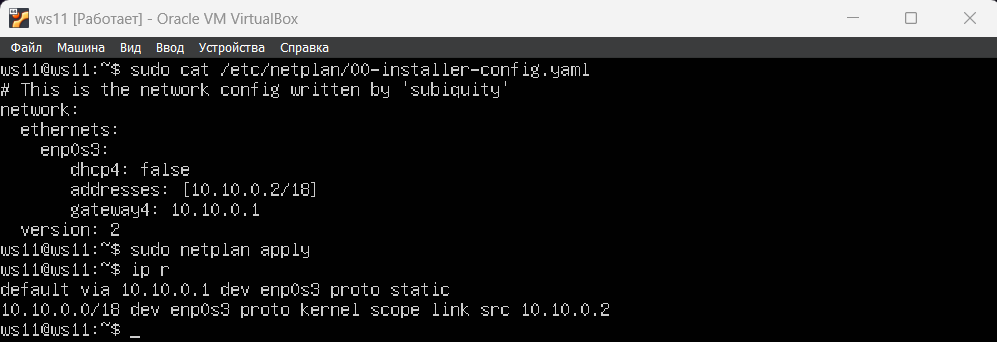 ws11 [Работает] - Oracle VM VirtualBox
Файл Машина Вид Ввод Устройства Справка
ws11@ws11:~$ sudo cat /etc/netplan/00-installer-config.yaml
# This is the network config written by 'subiquity'
network:
  ethernets:
    enp0s3:
       dhcp4: false
       addresses: [10.10.0.2/18]
       gateway4: 10.10.0.1
  version: 2
ws11@ws11:~$ sudo netplan apply
ws11@ws11:~$ ip r
default via 10.10.0.1 dev enp0s3 proto static
10.10.0.0/18 dev enp0s3 proto kernel scope link src 10.10.0.2
ws11@ws11:~$ _